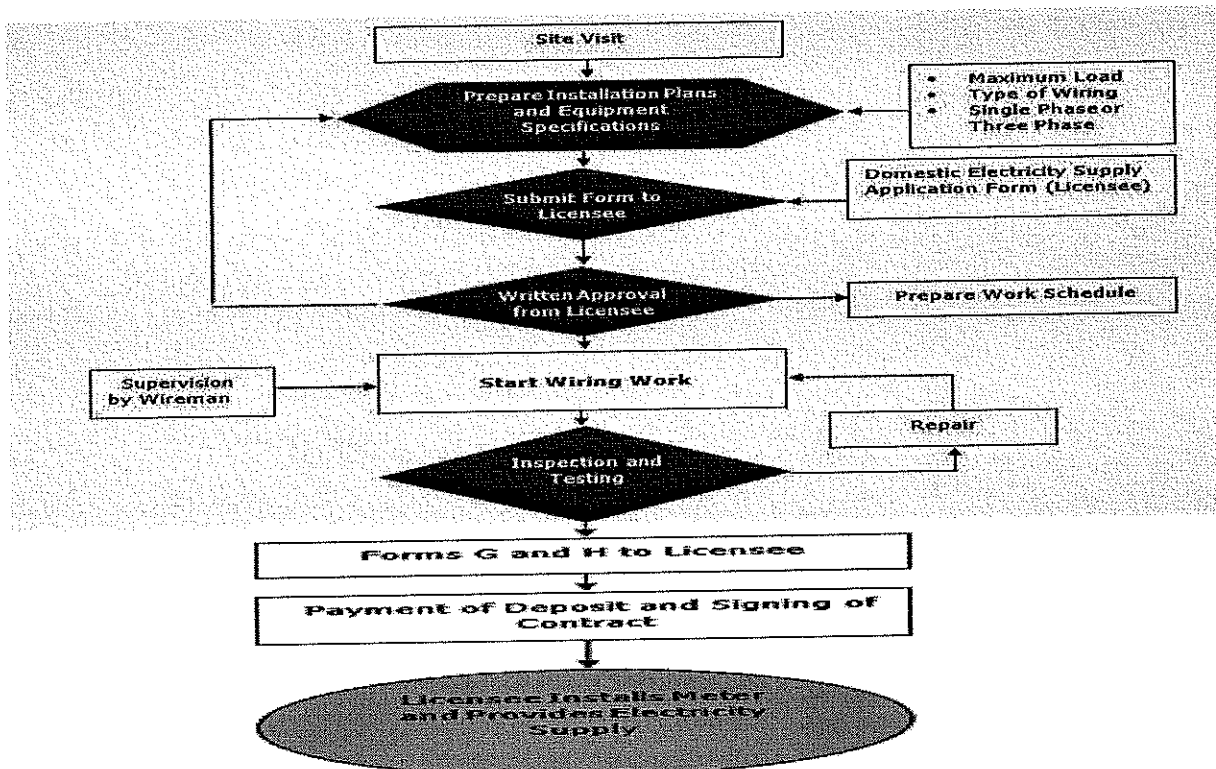 Site Visit
Prepare Installation Plans
and Equipment
Specifications
• Maximum Load
• Type of Wiring
• Single Phase or
Three Phase
Submit Form to
Licensee
Domestic Electricity Supply
Application Form (Licensee)
Written Approval
from Licensee
Prepare Work Schedule
Supervision
by Wireman
Start Wiring Work
Repair
Inspection and
Testing
Forms G and H to Licensee
Payment of Deposit and Signing of
Contract
Licensee Installs Meter
and Provides Electricity
Supply